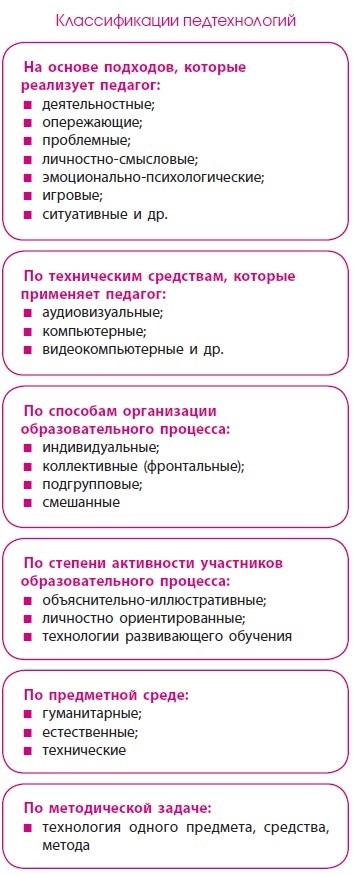 Классификации педтехнологий
На основе подходов, которые
реализует педагог:
■ деятельностные;
■ опережающие;
■ проблемные;
■ личностно-смысловые;
■ эмоционально-психологические;
■ игровые;
■ ситуативные и др.
По техническим средствам, которые
применяет педагог:
■ аудиовизуальные;
■ компьютерные;
■ видеокомпьютерные и др.
По способам организации
образовательного процесса:
■ индивидуальные;
■ коллективные (фронтальные);
■ подгрупповые;
■ смешанные
По степени активности участников
образовательного процесса:
■ объяснительно-иллюстративные;
■ личностно ориентированные;
■ технологии развивающего обучения
По предметной среде:
■ гуманитарные;
■ естественные;
■ технические
По методической задаче:
■ технология одного предмета, средства,
метода